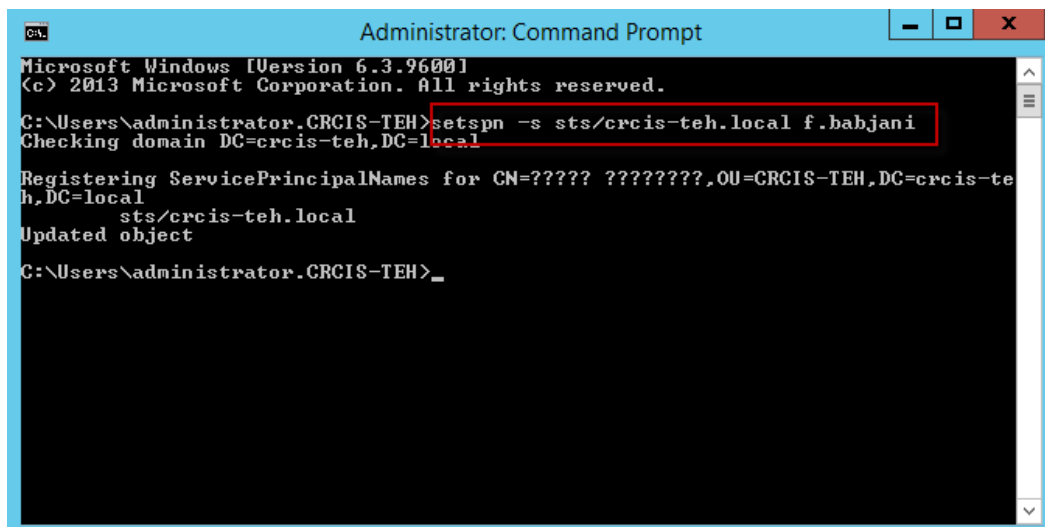 Administrator: Command Prompt
Microsoft Windows [Version 6.3.9600]
(c) 2013 Microsoft Corporation. All rights reserved.
C:\Users\administrator.CRCIS-TEH>setspn -s sts/crcis-teh.local f.babjani
Checking domain DC=crcis-teh,DC=local
Registering ServicePrincipalNames for CN=????? ????????,OU=CRCIS-TEH,DC=crcis-te
h,DC=local
sts/crcis-teh.local
Updated object
C:\Users\administrator.CRCIS-TEH>_